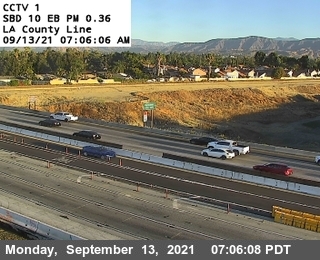 CCTV 1
SBD 10 EB PM 0.36
LA County Line
09/13/21 07:06:06 AM
Monday, September 13, 2021 07:06:08 PDT